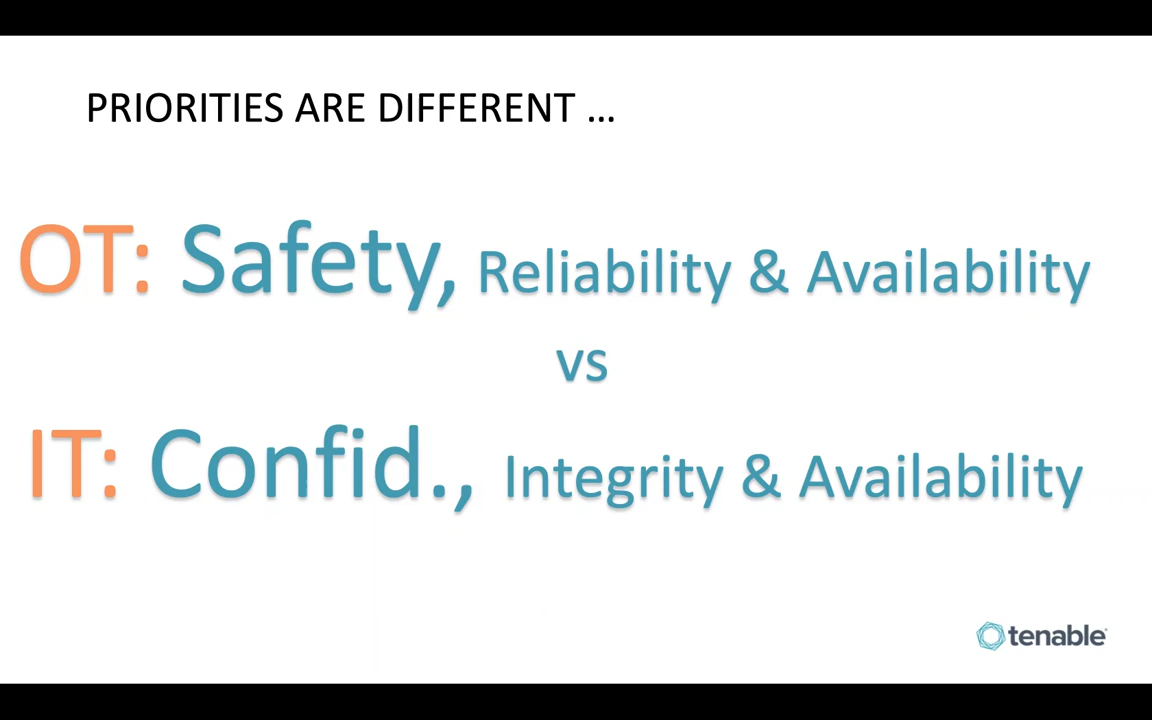 PRIORITIES ARE DIFFERENT ...
OT: Safety, Reliability & Availability
vs
IT: Confid., Integrity & Availability
tenable